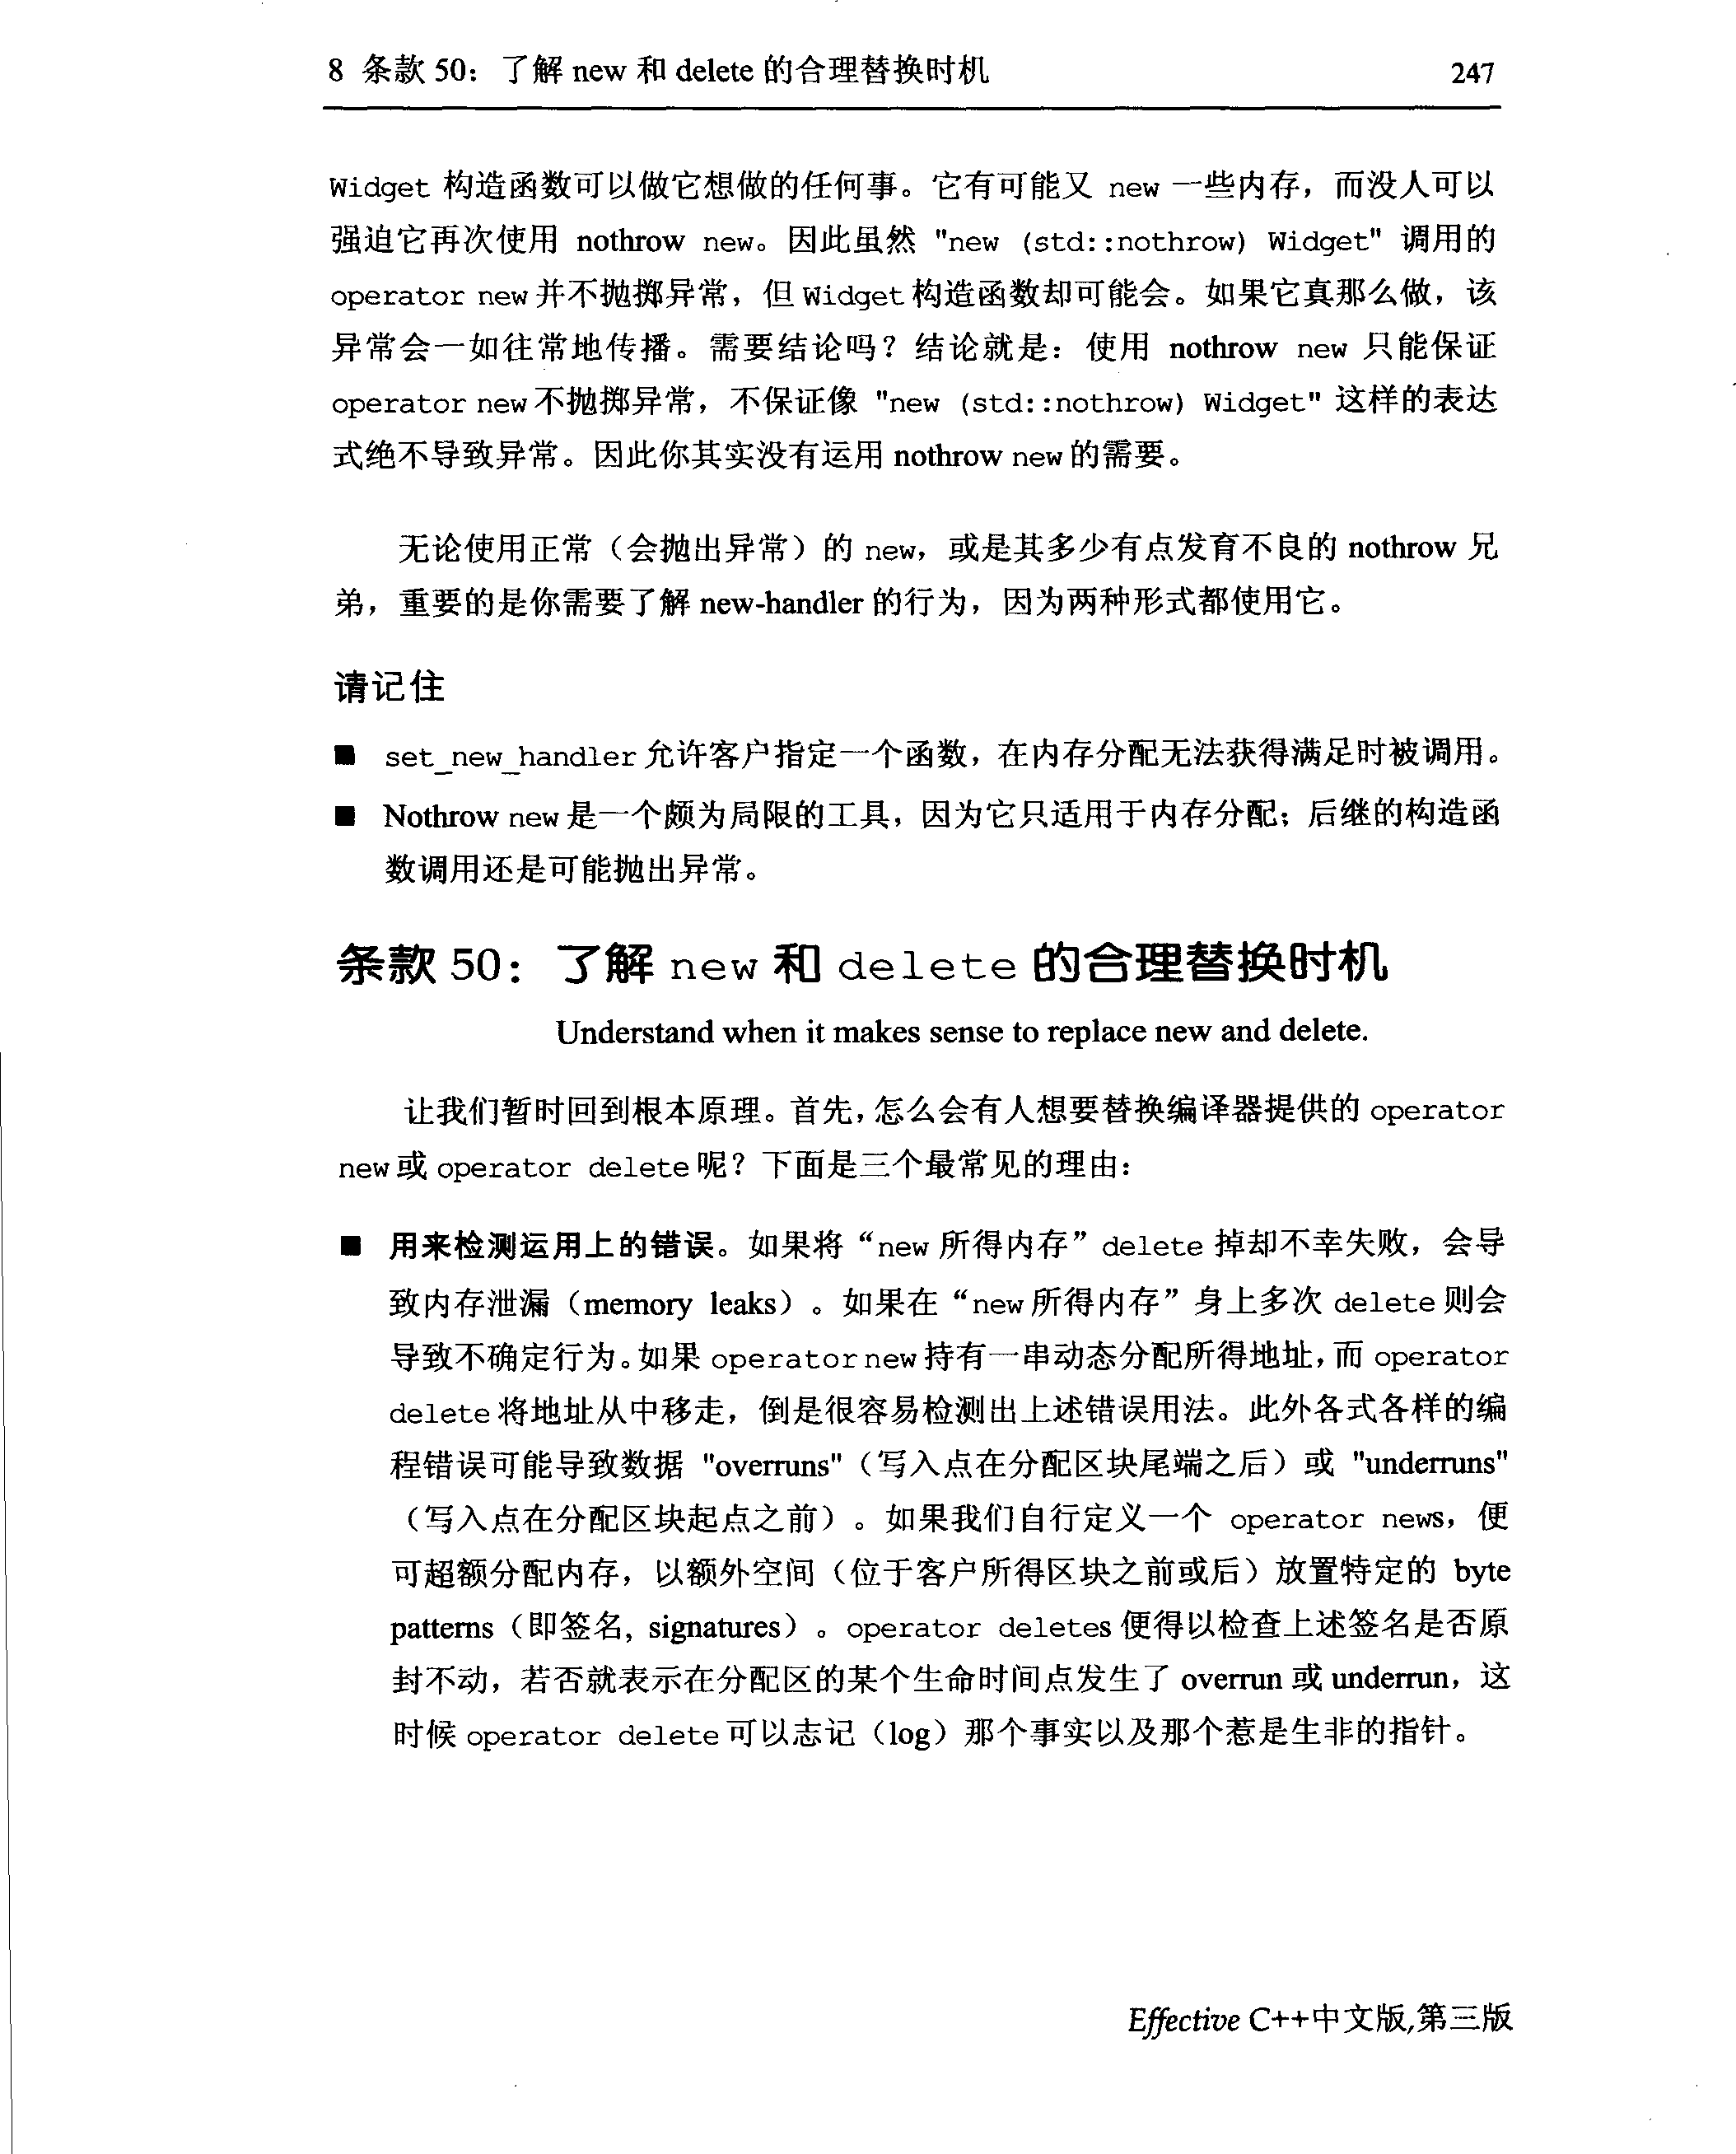 8 条款 50：了解 new 和 delete 的合理替换时机 247
Widget 构造函数可以做它想做的任何事。它有可能又 new 一些内存，而没人可以
强迫它再次使用 nothrow new。因此虽然 "new (std::nothrow) Widget" 调用的
operator new 并不抛掷异常，但 Widget 构造函数却可能会。如果它真那么做，该
异常会一如往常地传播。需要结论吗？结论就是：使用 nothrow new 只能保证
operator new 不抛掷异常，不保证像 "new (std::nothrow) Widget" 这样的表达
式绝不导致异常。因此你其实没有运用 nothrow new 的需要。
无论使用正常（会抛出异常）的 new，或是其多少有点发育不良的 nothrow 兄
弟，重要的是你需要了解 new-handler 的行为，因为两种形式都使用它。
请记住
■ set_new_handler 允许客户指定一个函数，在内存分配无法获得满足时被调用。
■ Nothrow new 是一个颇为局限的工具，因为它只适用于内存分配；后继的构造函
数调用还是可能抛出异常。
条款 50：了解 new 和 delete 的合理替换时机
Understand when it makes sense to replace new and delete.
让我们暂时回到根本原理。首先，怎么会有人想要替换编译器提供的 operator
new 或 operator delete 呢？下面是三个最常见的理由：
■ 用来检测运用上的错误。如果将“new 所得内存”delete 掉却不幸失败，会导
致内存泄漏（memory leaks）。如果在“new 所得内存”身上多次 delete 则会
导致不确定行为。如果 operator new 持有一串动态分配所得地址，而 operator
delete 将地址从中移走，倒是很容易检测出上述错误用法。此外各式各样的编
程错误可能导致数据 "overruns"（写入点在分配区块尾端之后）或 "underruns"
（写入点在分配区块起点之前）。如果我们自行定义一个 operator news，便
可超额分配内存，以额外空间（位于客户所得区块之前或后）放置特定的 byte
patterns（即签名, signatures）。operator deletes 便得以检查上述签名是否原
封不动，若否就表示在分配区的某个生命时间点发生了 overrun 或 underrun，这
时候 operator delete 可以志记（log）那个事实以及那个惹是生非的指针。
Effective C++中文版,第三版